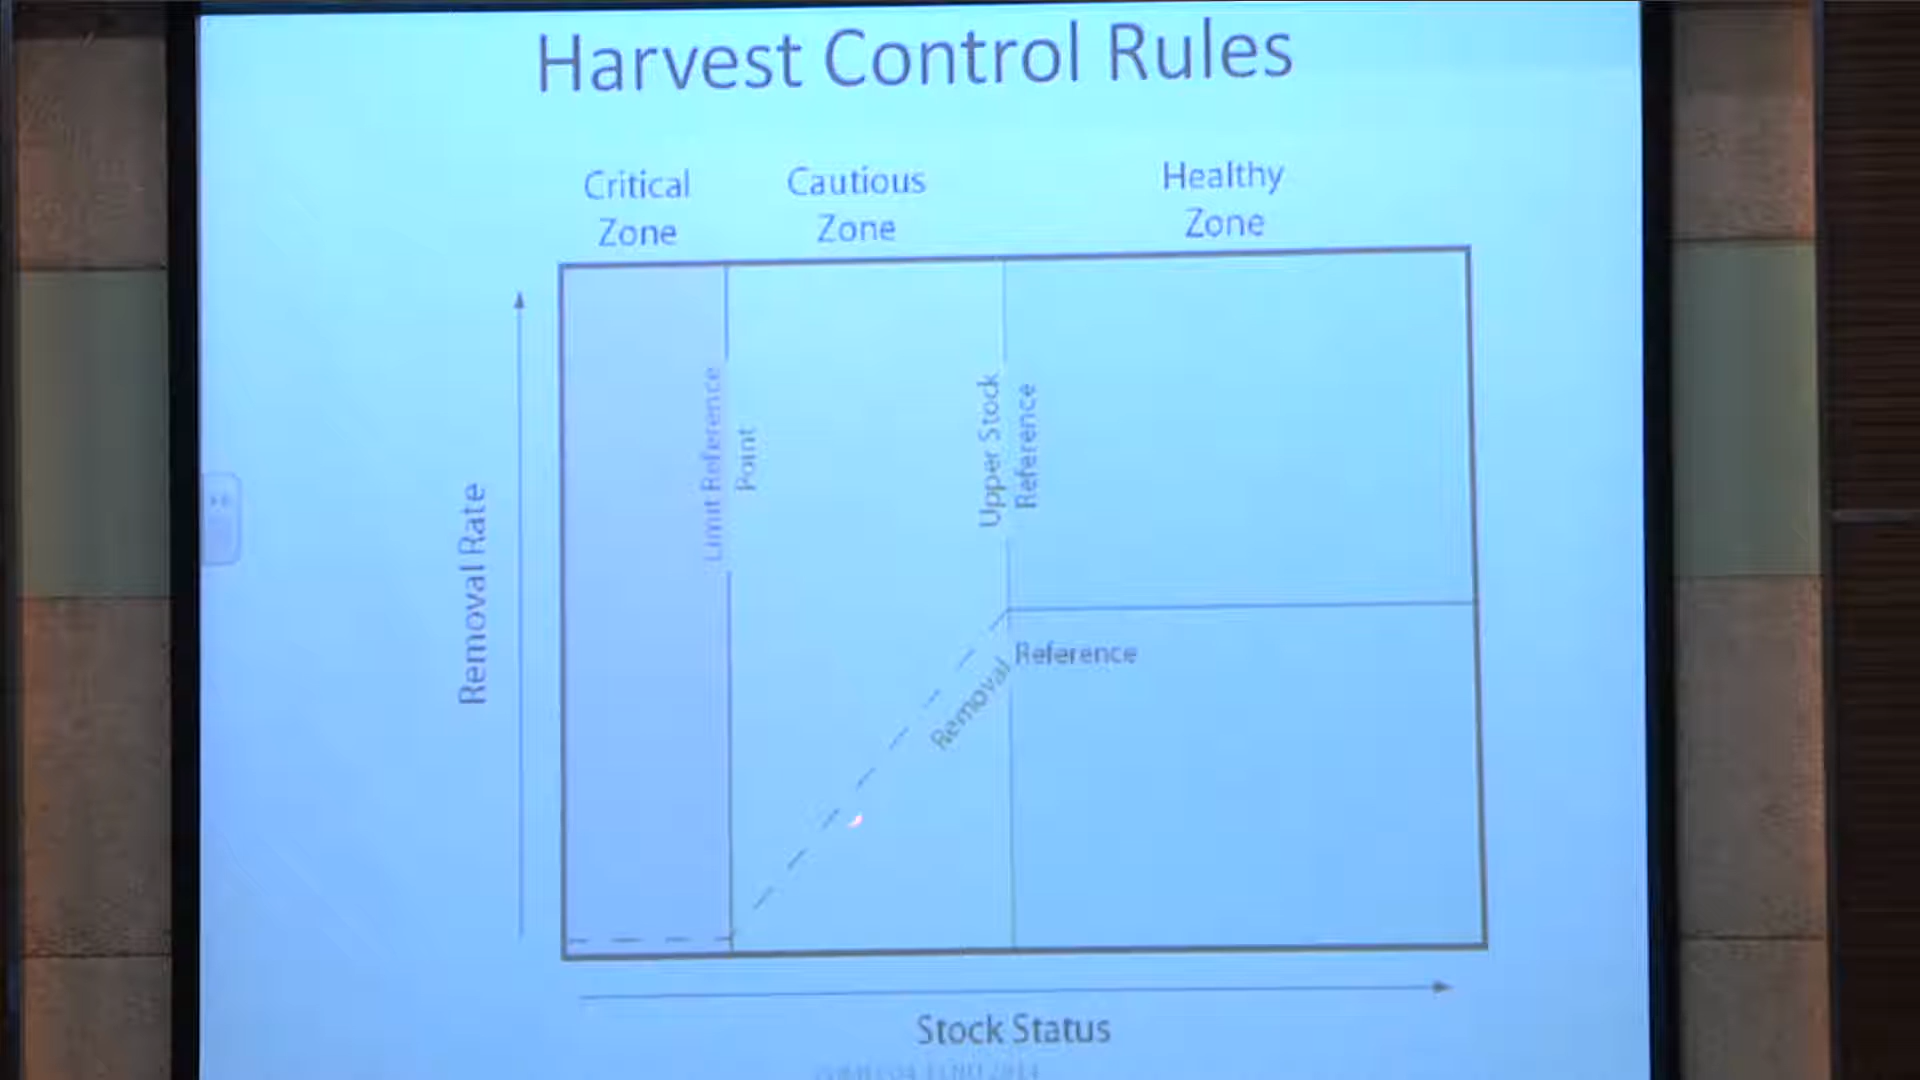 Harvest Control Rules
Critical
Zone
Cautious
Zone
Healthy
Zone
Limit Reference
Point
Upper Stock
Reference
Removal Rate
Removal
Reference
Stock Status